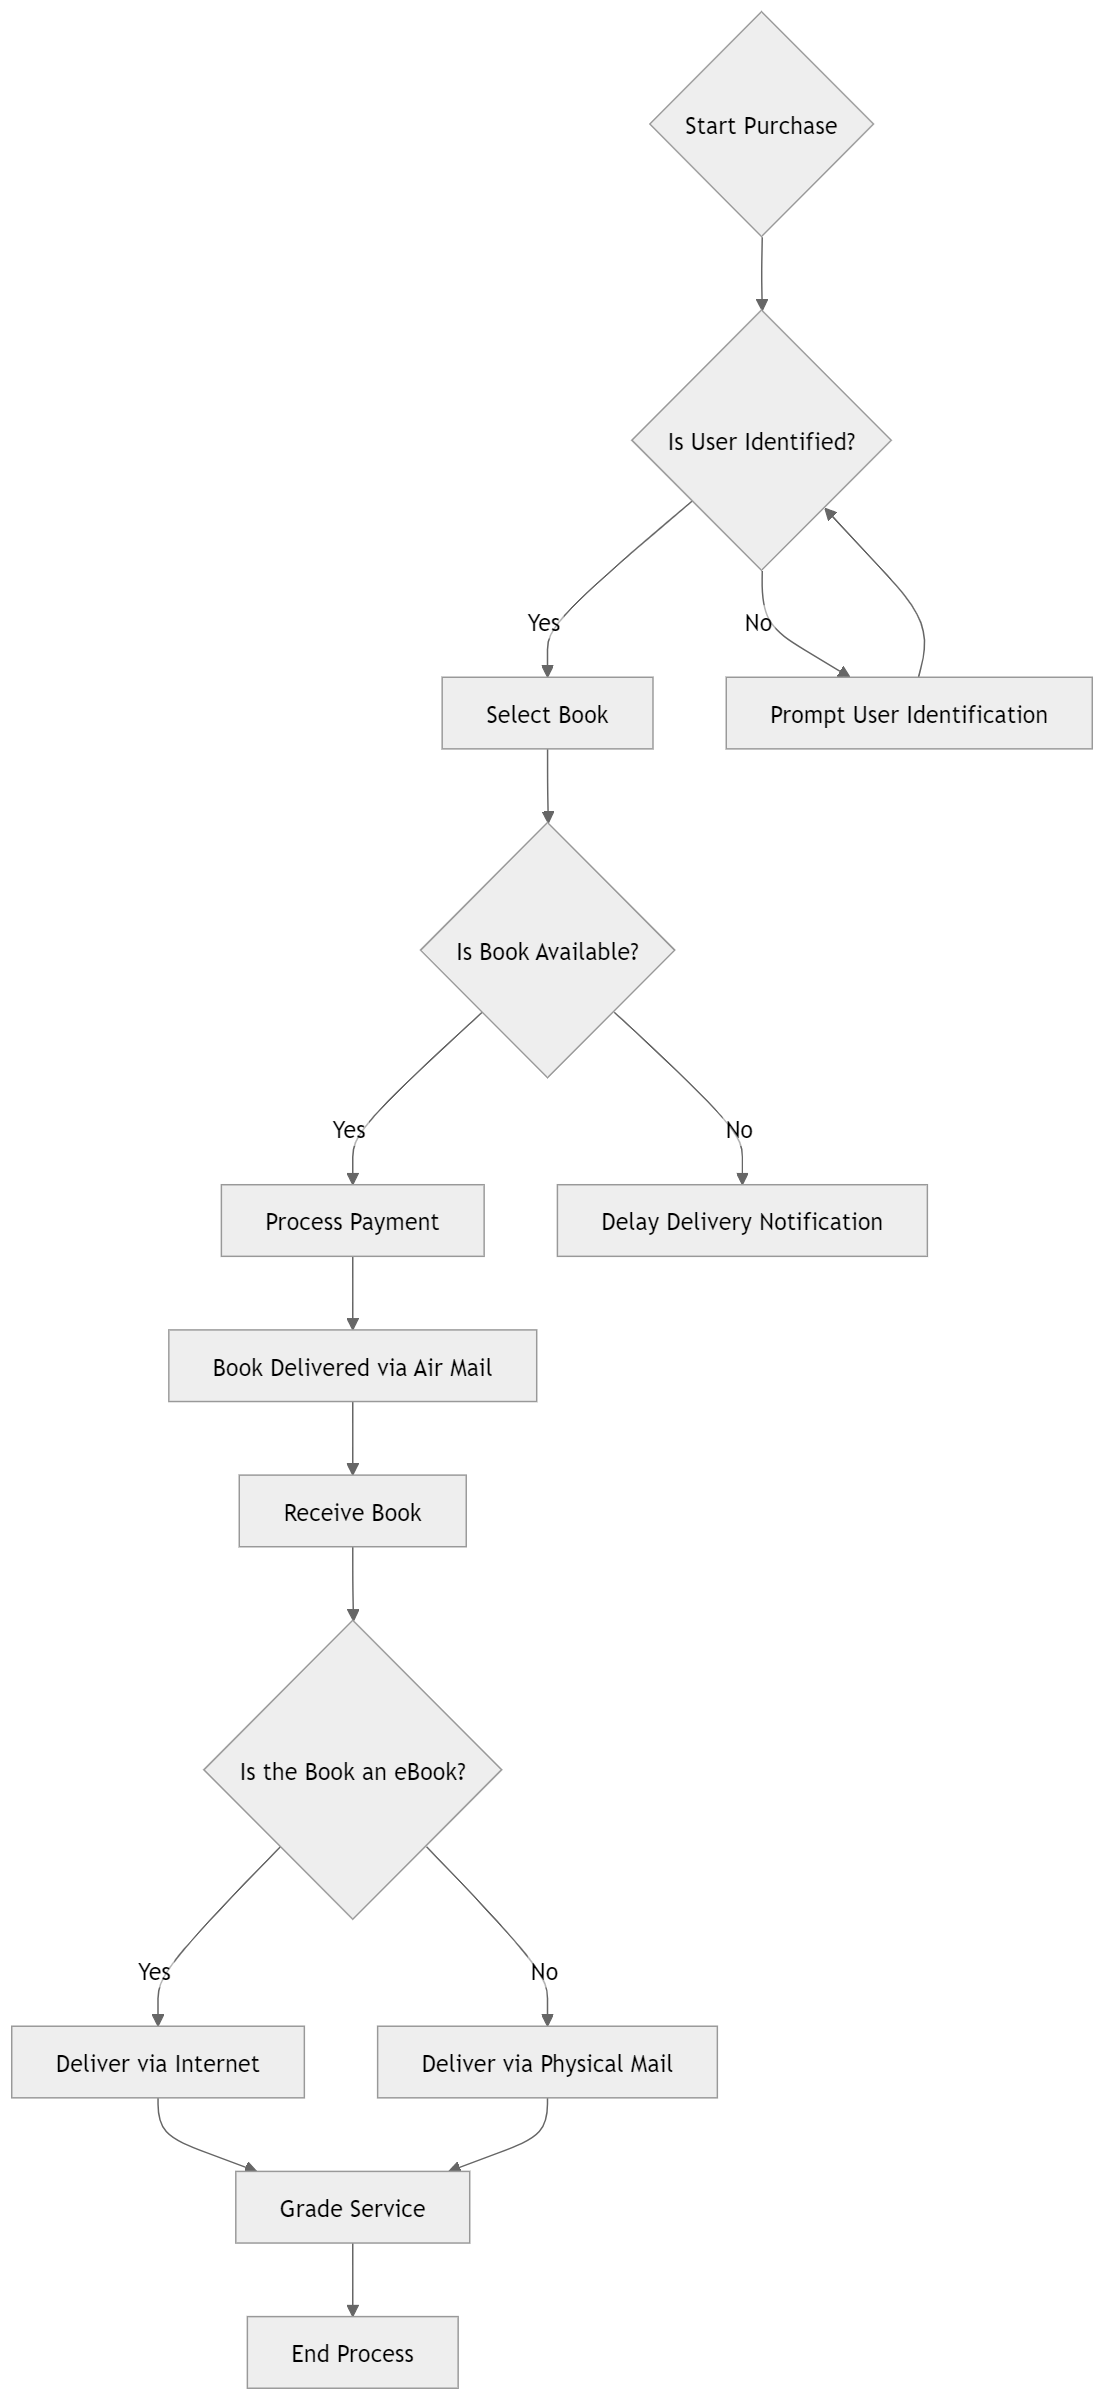 Start Purchase
Is User Identified?
Yes
No
Select Book
Prompt User Identification
Is Book Available?
Yes
No
Process Payment
Delay Delivery Notification
Book Delivered via Air Mail
Receive Book
Is the Book an eBook?
Yes
No
Deliver via Internet
Deliver via Physical Mail
Grade Service
End Process